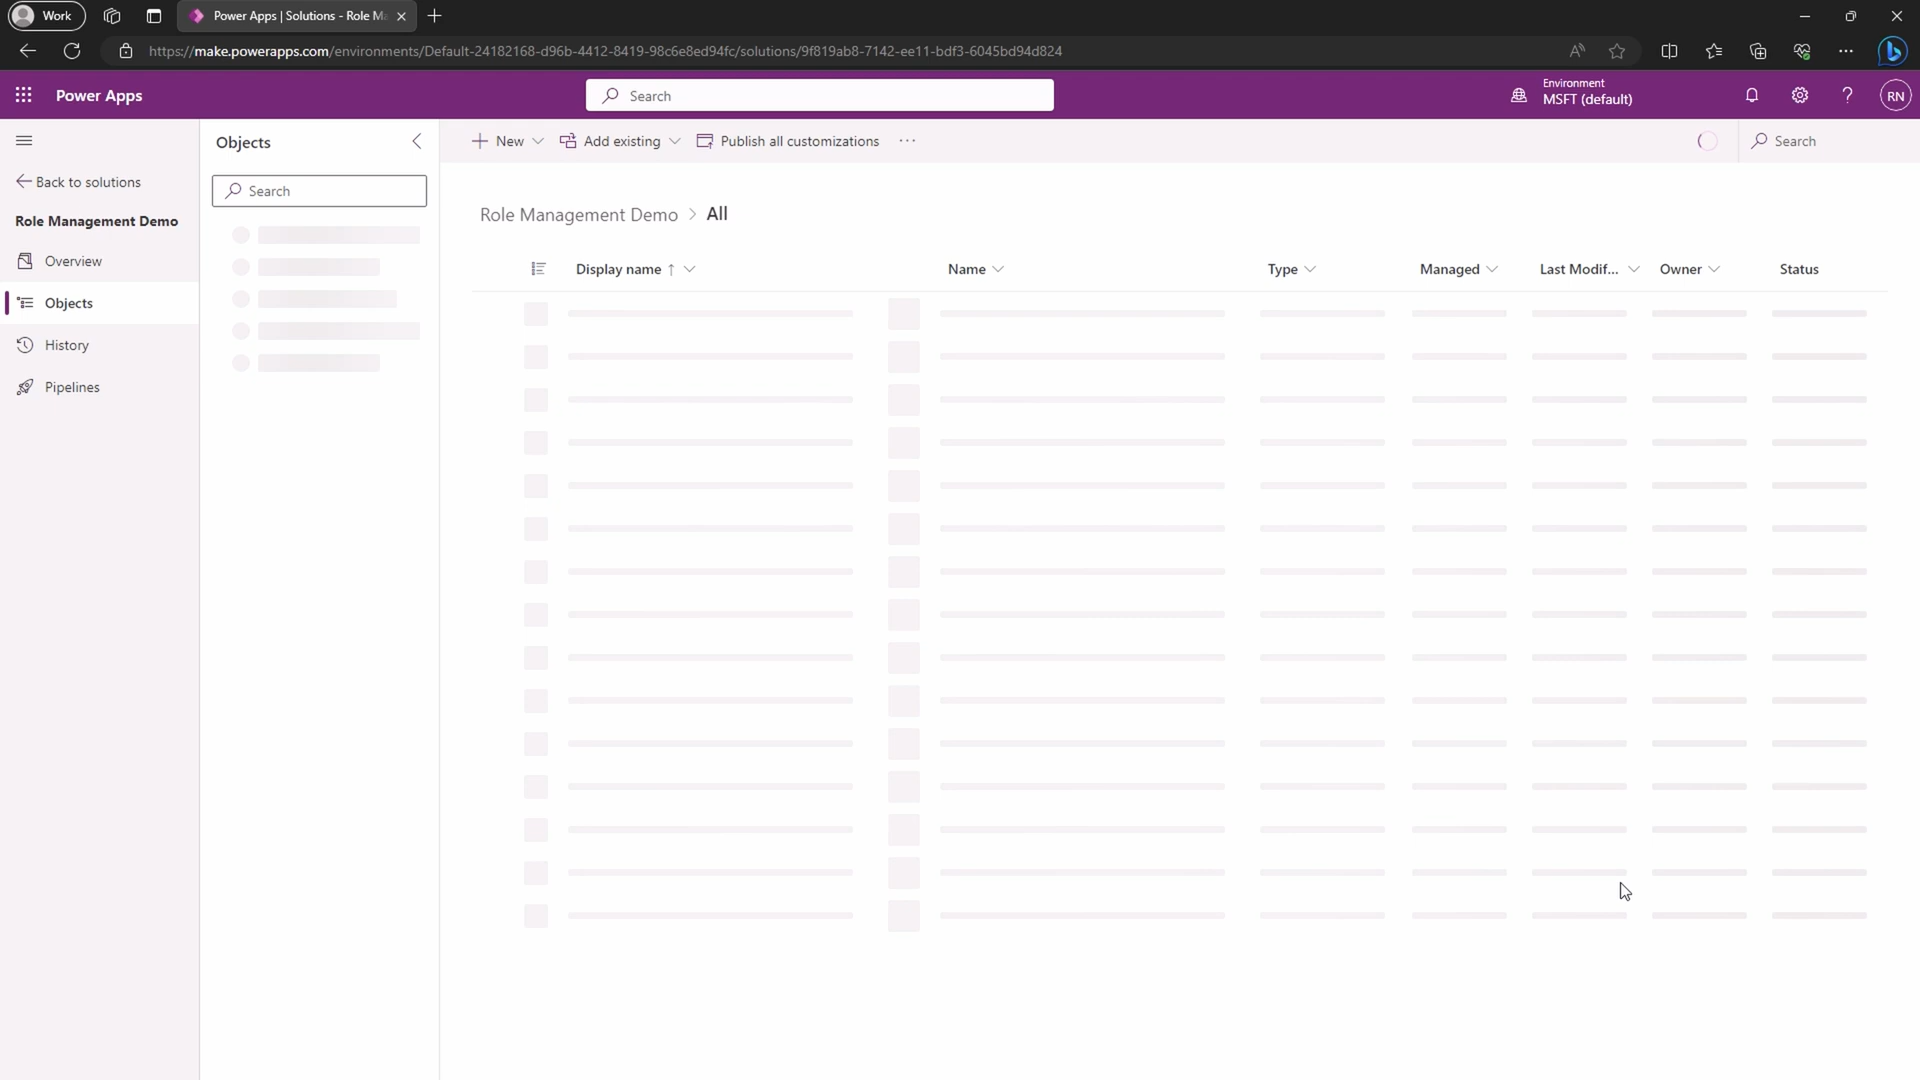 Work
Power Apps | Solutions - Role Ma
https://make.powerapps.com/environments/Default-24182168-d96b-4412-8419-98c6e8ed94fc/solutions/9f819ab8-7142-ee11-bdf3-6045bd94d824
Power Apps
Search
Environment
MSFT (default)
RN
Objects
New
Add existing
Publish all customizations
Search
Back to solutions
Search
Role Management Demo
Role Management Demo > All
Overview
Display name
Name
Type
Managed
Last Modif...
Owner
Status
Objects
History
Pipelines